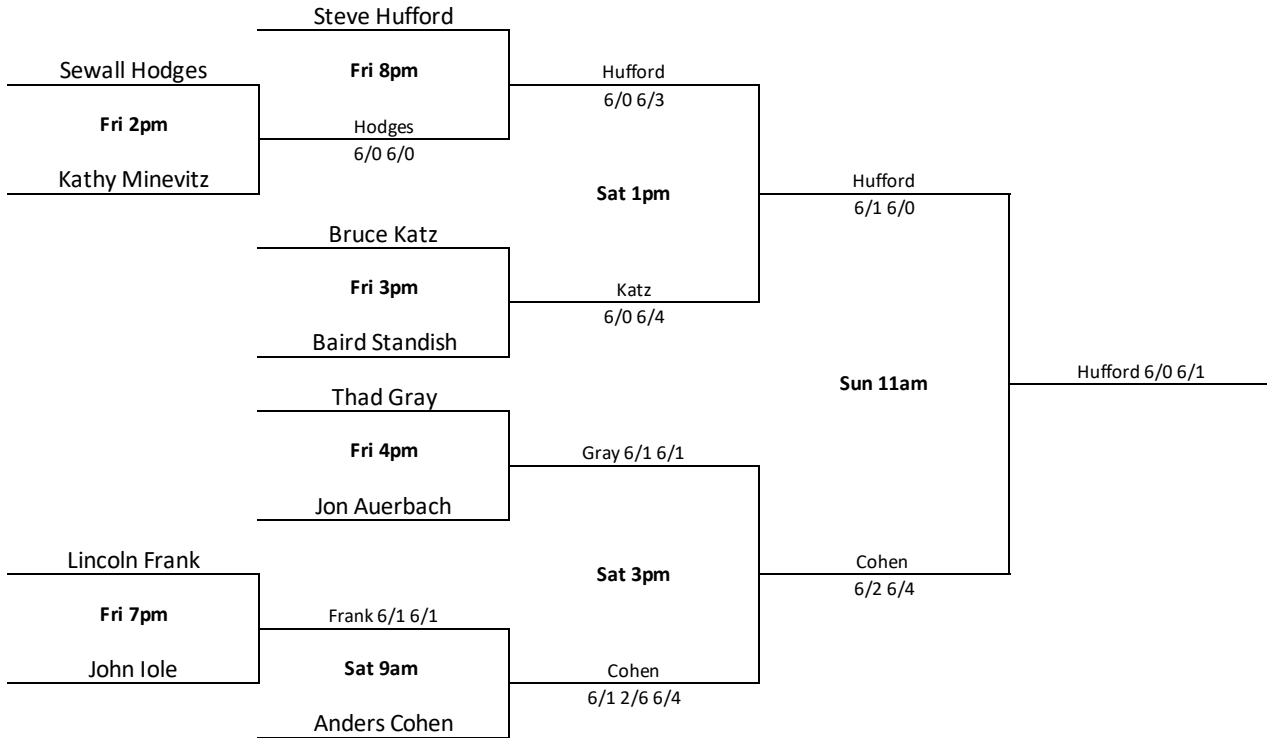 Steve Hufford
Sewall Hodges
Fri 8pm
Hufford
6/0 6/3
Fri 2pm
Hodges
6/0 6/0
Kathy Minevitz
Sat 1pm
Hufford
6/1 6/0
Bruce Katz
Fri 3pm
Katz
6/0 6/4
Baird Standish
Sun 11am
Hufford 6/0 6/1
Thad Gray
Fri 4pm
Gray 6/1 6/1
Jon Auerbach
Lincoln Frank
Sat 3pm
Cohen
6/2 6/4
Fri 7pm
Frank 6/1 6/1
John Iole
Sat 9am
Cohen
6/1 2/6 6/4
Anders Cohen